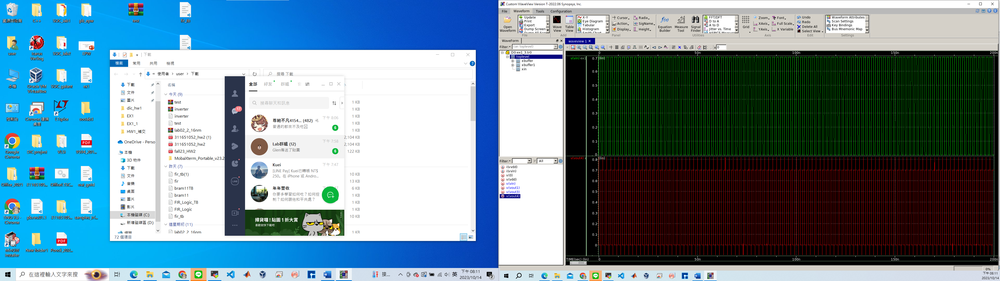 資源回收筒
C++
SOC_lab1
pb_epw
test
fir_tb
user
Icarus Verilog
SOC_lab2
EPW
本機
Oracle VM VirtualBox
SOC_galant
ex1
控制台
Chrome 遠端桌面
LTspice
soclab3
Google Chrome
DIC project
VLSI
9594_201...
Office_2021
31165105...
OfficeLTSC...
out_gold
TING YU - Chrome
pb.res.01.1
31165105...
samples_tri...
MinGW Installer
New folder1
Ponce_202...
下載
檔案 常用 共用 檢視
« 使用者 › user › 下載
搜尋 下載
下載
文件
圖片
dic_hw1
EX1
EX1_1
HW1_補交
OneDrive - Perso
本機
3D 物件
下載
文件
音樂
桌面
圖片
影片
本機磁碟 (C:)
新增磁碟區 (D:)
網路
72 個項目
名稱
今天 (9)
test 1 KB
inverter 1 KB
inverter 1 KB
test 1 KB
lab02_2_16nm 1 KB
311651052_hw2 (1) 2,104 KB
311651052_hw2 2,104 KB
fall23_HW2 122 KB
MobaXterm_Portable_v23.2
昨天 (7)
fir_tb(1) 10 KB
fir 13 KB
bram11TB 6 KB
bram11 1 KB
FIR_Logic_TB 1 KB
FIR_Logic 1 KB
fir_tb 10 KB
這星期初 (11)
lab02_2_16nm 1 KB
全部 好友 群組
搜尋聊天和訊息
17
尊絕不凡4154... (482) 下午 8:06
普通的都來不及吃
6
Lab群組 (12) 下午 7:58
Glen傳送了貼圖
6
Kuei 下午 7:47
[LINE Pay] Kuei已轉帳 NT$
250。在 iPhone 或 Andro...
年年豐收
你要多學習如何吃？如何控
制？如何跟他和平共處？
LINE
掃貨囉！貼圖1折大賞
喜歡就快下載吧
在這裡輸入文字來搜
接...
英
下午 08:11
2023/10/14
2
Custom WaveView Version T-2022.06 Synopsys, Inc.
File Waveform Tools Configuration
Open Waveform
Update
Print
Export
Dump Screen
Dump All Scre
File
Wave View
Table View
Add
X-Y
Eye Diagram
Tabular
Histogram
Smith Chart
Cursor
Action
Display
Radix
SigName
Height
Panel
Equation Builder
Measure Tool
Signal Finder
FFT/DFT
D to A
A to D
Jitter vs. Time
HSPICE Measure
Utilities
Grid
Zoom
XAxis
YAxis
Font
Full Scale
X Variable
Axis
Undo
Redo
Delete All
Select View
Edit
Waveform Attributes
Scan Settings
Key Bindings
Bus Mnemonic Map
Settings
WaveForm
Filter: (on toplevel)
D0:ex1_3.tr0
toplevel
xbuffer
xbuffer1
xin
Filter: All
i(vvdd)
i(vvin)
v(0)
v(vdd)
v(vin)
v(vout1)
v(vout3)
v(vout4)
waveview 1
x 0
0 50n 100n 150n 200n
v(vin) ex1 (lin)
0.7
0.6
0.5
0.4
0.3
0.2
0.1
0
v(vout4) e (lin)
0.8
0.7
0.6
0.5
0.4
0.3
0.2
0.1
0
TIME(sec) (lin) 0 50n 100n 150n 200n
0%
下午 08:11
2023/10/14